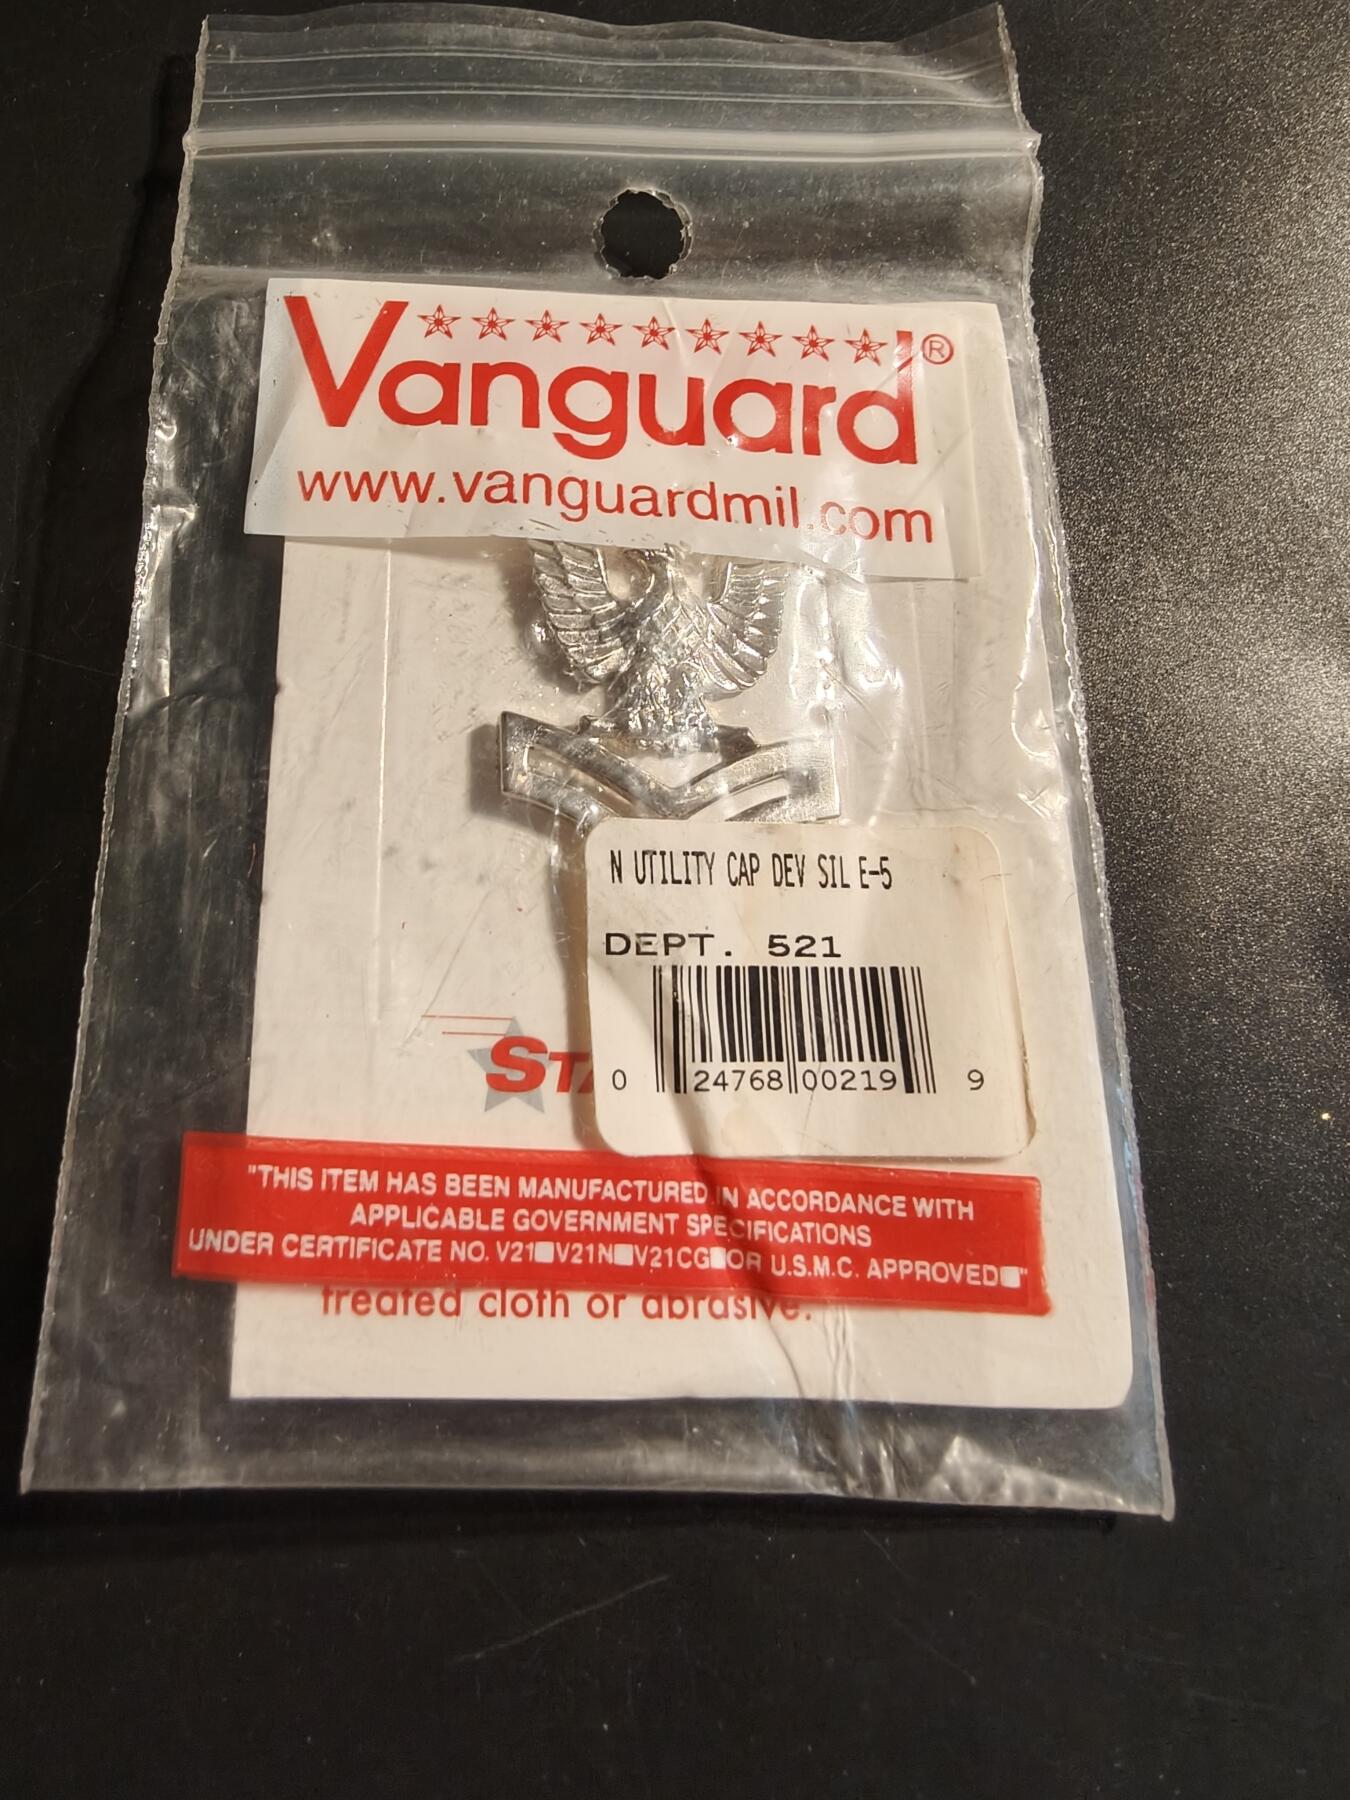 Vanguard®
www.vanguardmil.com
N UTILITY CAP DEV SIL E-5
DEPT. 521
0 24768 00219 9
"THIS ITEM HAS BEEN MANUFACTURED IN ACCORDANCE WITH
APPLICABLE GOVERNMENT SPECIFICATIONS
UNDER CERTIFICATE NO. V21□V21N□V21CG□OR U.S.M.C. APPROVED□"
treated cloth or abrasive.